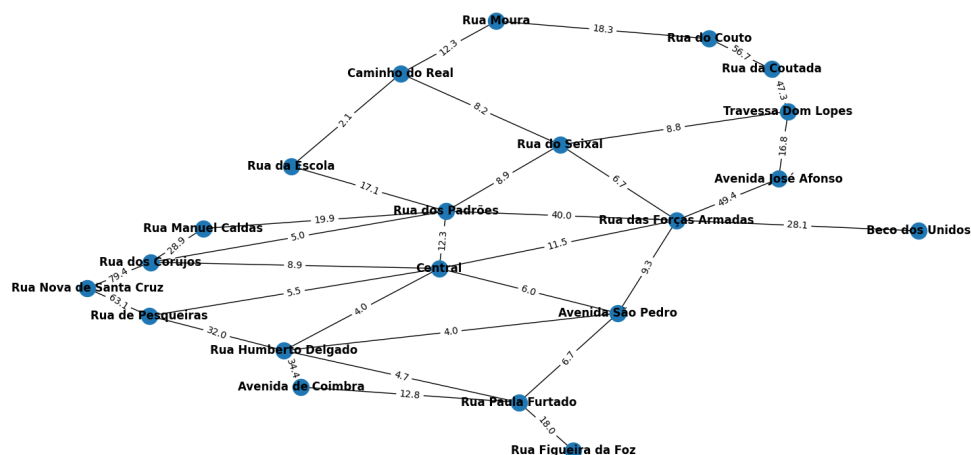 Rua Moura
18.3
Rua do Couto
12.3
56.7
Caminho do Real
Rua da Coutada
47.3
8.2
Travessa Dom Lopes
2.1
8.8
Rua do Seixal
16.8
Rua da Escola
8.9
6.7
Avenida José Afonso
17.1
49.4
Rua dos Padrões
40.0
Rua das Forças Armadas
19.9
28.1
Rua Manuel Caldas
Beco dos Unidos
5.0
28.9
12.3
11.5
Rua dos Corujos
8.9
Central
9.3
79.4
Rua Nova de Santa Cruz
6.0
63.1
5.5
Rua de Pesqueiras
4.0
Avenida São Pedro
32.0
4.0
Rua Humberto Delgado
6.7
34.4
4.7
Avenida de Coimbra
12.8
Rua Paula Furtado
18.0
Rua Figueira da Foz